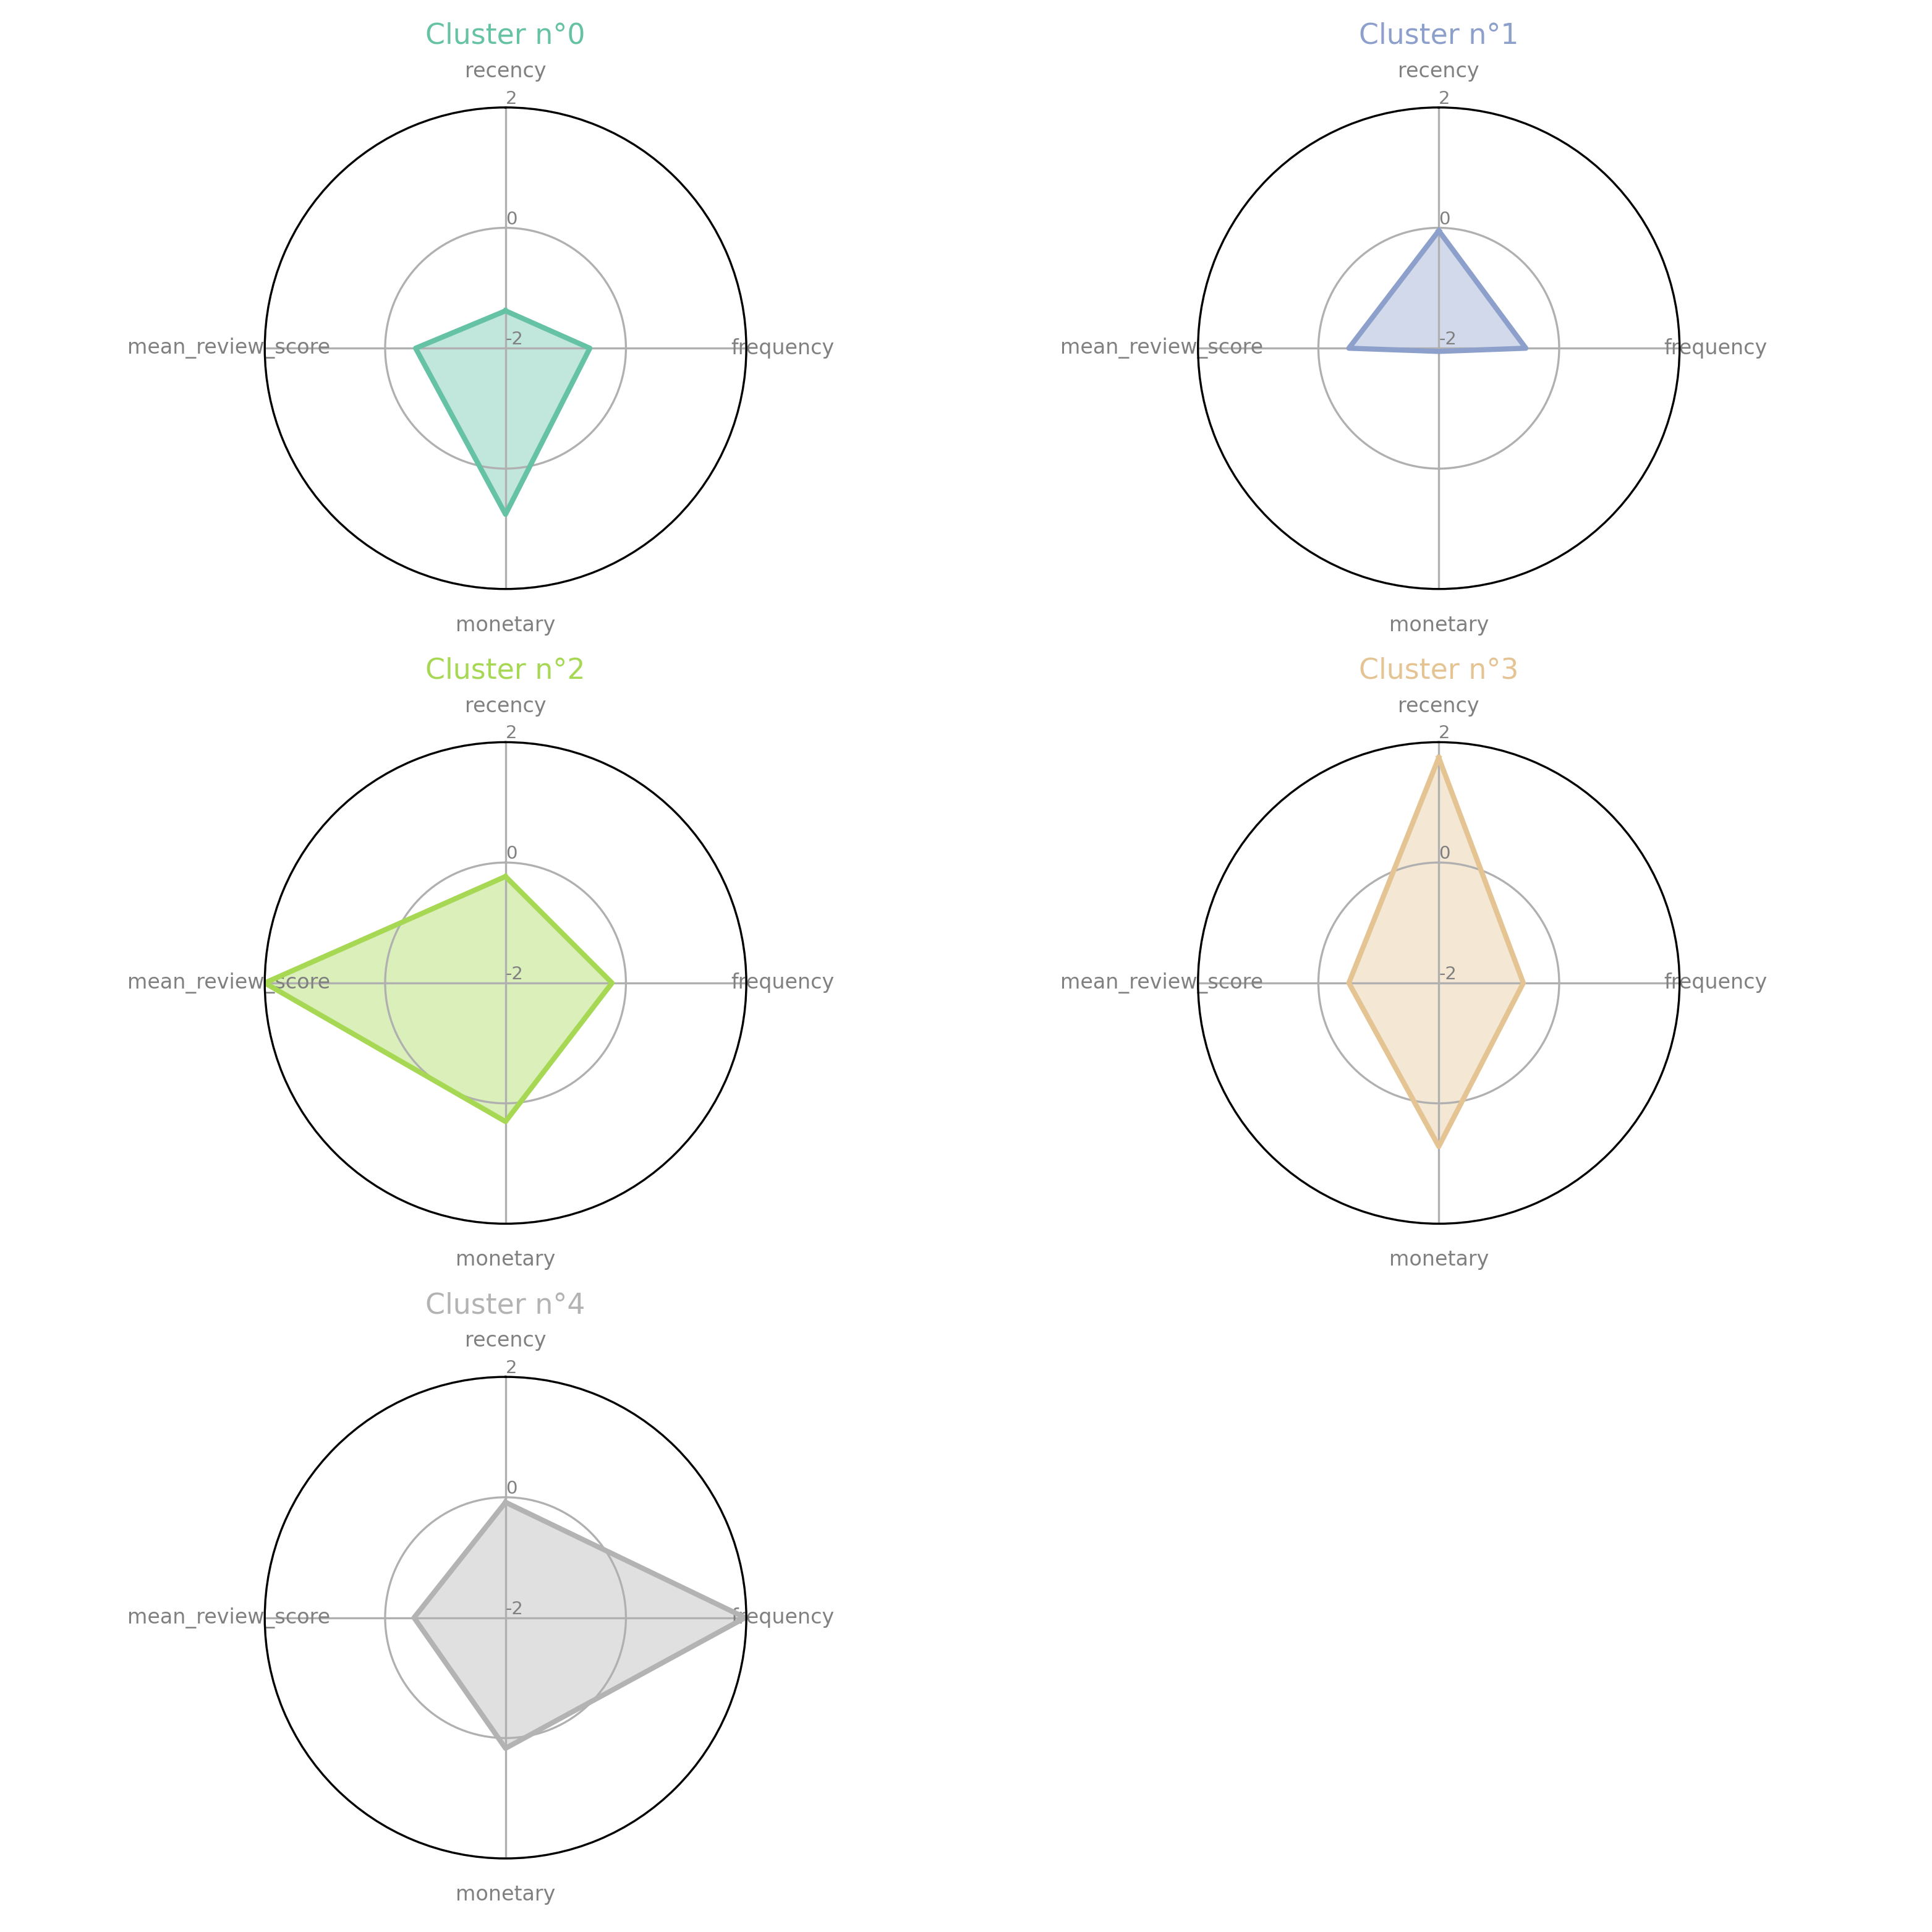 Cluster n°0
recency
2
0
-2
mean_review_score
frequency
monetary
Cluster n°1
recency
2
0
-2
mean_review_score
frequency
monetary
Cluster n°2
recency
2
0
-2
mean_review_score
frequency
monetary
Cluster n°3
recency
2
0
-2
mean_review_score
frequency
monetary
Cluster n°4
recency
2
0
-2
mean_review_score
frequency
monetary